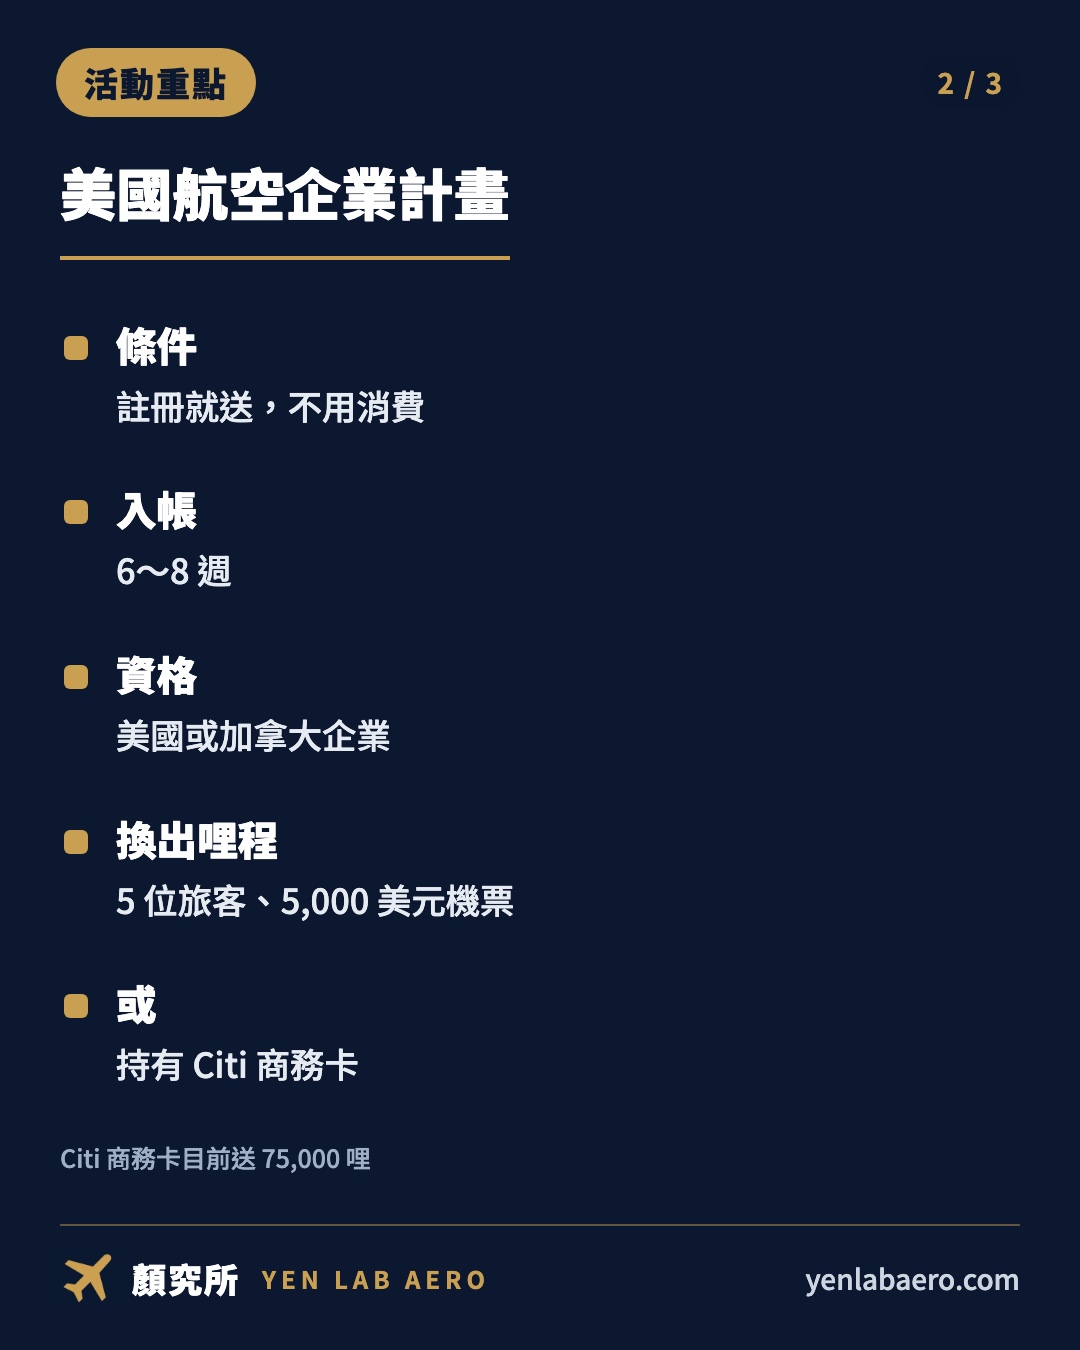 活動重點
2 / 3
美國航空企業計畫
條件
註冊就送，不用消費
入帳
6～8 週
資格
美國或加拿大企業
換出哩程
5 位旅客、5,000 美元機票
或
持有 Citi 商務卡
Citi 商務卡目前送 75,000 哩
顏究所 YEN LAB AERO
yenlabaero.com